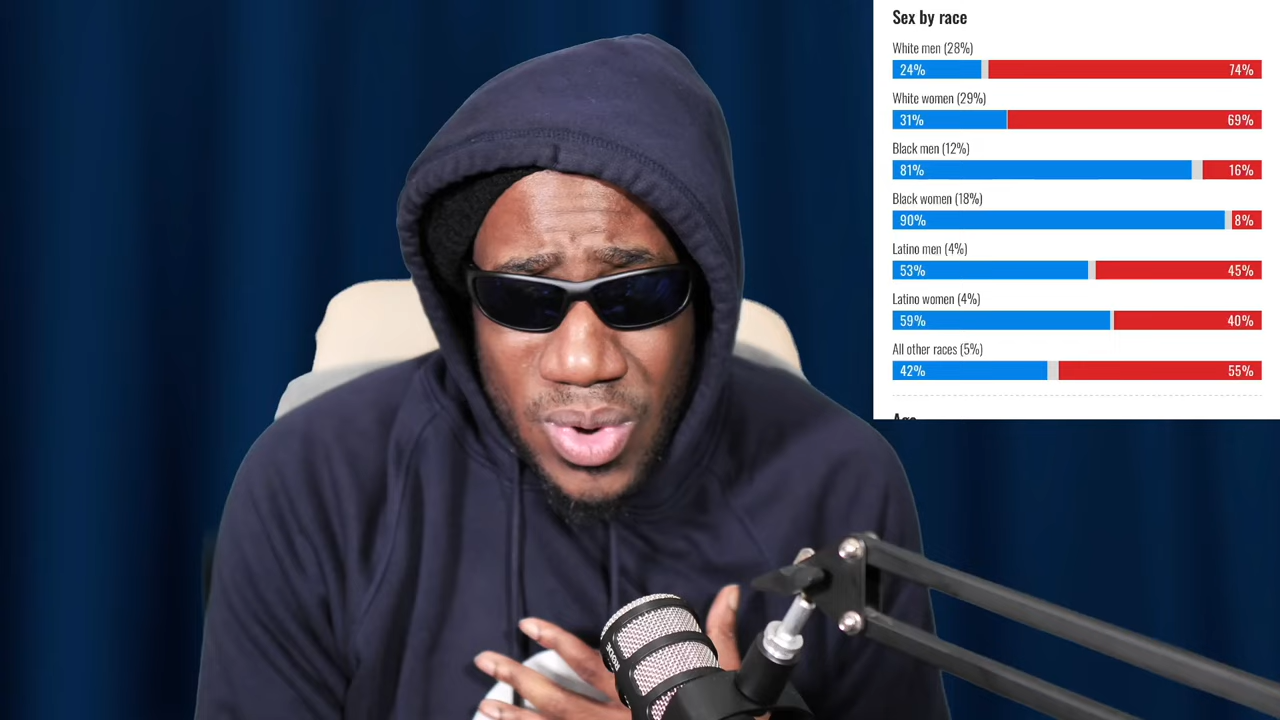 Sex by race
White men (28%)
24% 74%
White women (29%)
31% 69%
Black men (12%)
81% 16%
Black women (18%)
90% 8%
Latino men (4%)
53% 45%
Latino women (4%)
59% 40%
All other races (5%)
42% 55%
Age
RØDE